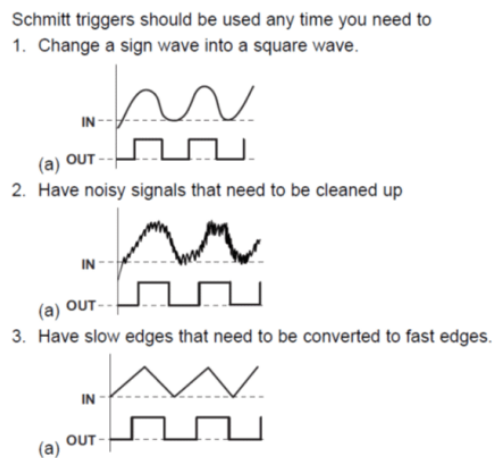 Schmitt triggers should be used any time you need to
1. Change a sign wave into a square wave.
IN
(a) OUT
2. Have noisy signals that need to be cleaned up
IN
(a) OUT
3. Have slow edges that need to be converted to fast edges.
IN
(a) OUT